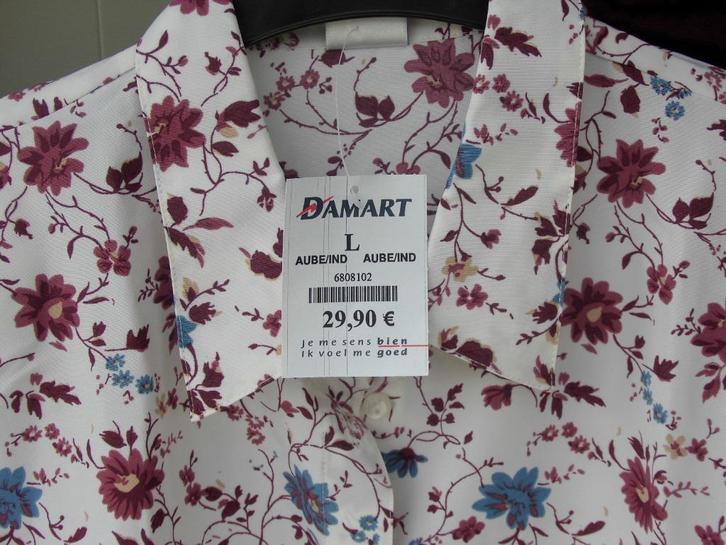 DAMART
L
AUBE/IND AUBE/IND
6808102
29,90 €
je me sens bien
Ik voel me goed